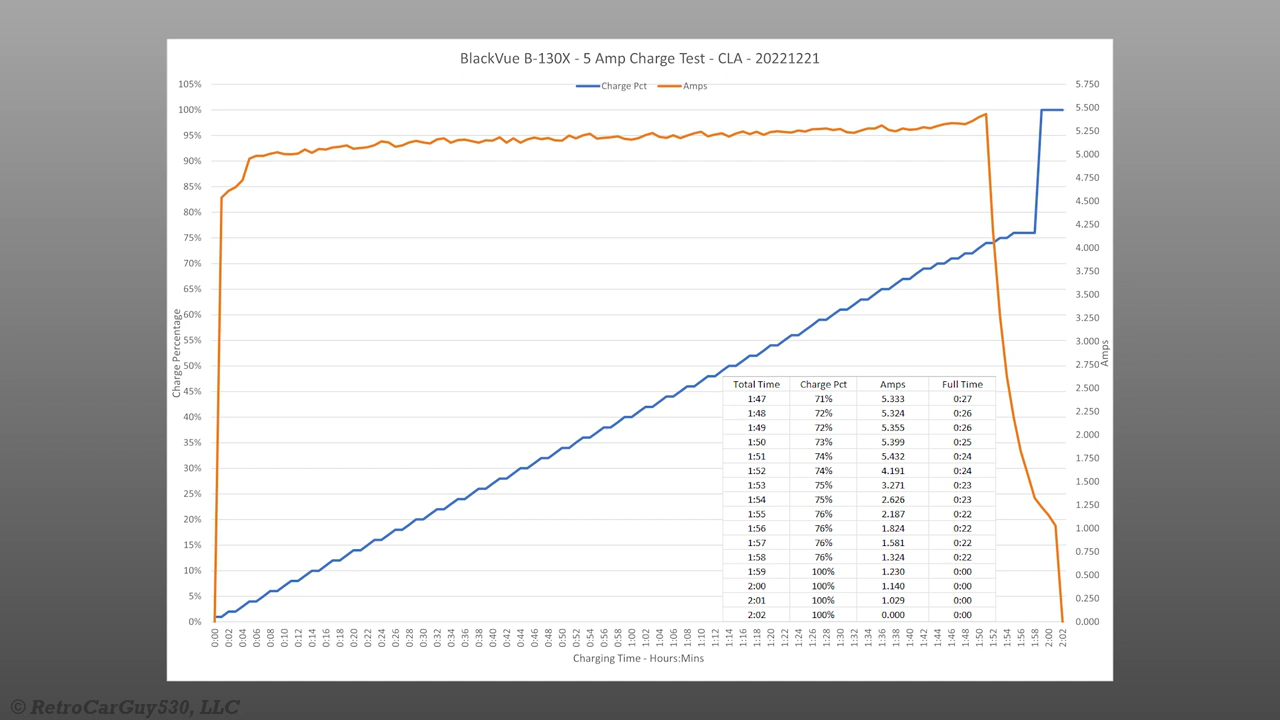 BlackVue B-130X - 5 Amp Charge Test - CLA - 20221221
Charge Pct Amps
105% 5.750
100% 5.500
95% 5.250
90% 5.000
85% 4.750
80% 4.500
75% 4.250
70% 4.000
65% 3.750
60% 3.500
55% 3.250
50% 3.000
45% 2.750
40% 2.500
35% 2.250
30% 2.000
25% 1.750
20% 1.500
15% 1.250
10% 1.000
5% 0.750
0% 0.500
0.250
0.000
Charge Percentage
Amps
Total Time Charge Pct Amps Full Time
1:47 71% 5.333 0:27
1:48 72% 5.324 0:26
1:49 72% 5.355 0:26
1:50 73% 5.399 0:25
1:51 74% 5.432 0:24
1:52 74% 4.191 0:24
1:53 75% 3.271 0:23
1:54 75% 2.626 0:23
1:55 76% 2.187 0:22
1:56 76% 1.824 0:22
1:57 76% 1.581 0:22
1:58 76% 1.324 0:22
1:59 100% 1.230 0:00
2:00 100% 1.140 0:00
2:01 100% 1.029 0:00
2:02 100% 0.000 0:00
0:00 0:02 0:04 0:06 0:08 0:10 0:12 0:14 0:16 0:18 0:20 0:22 0:24 0:26 0:28 0:30 0:32 0:34 0:36 0:38 0:40 0:42 0:44 0:46 0:48 0:50 0:52 0:54 0:56 0:58 1:00 1:02 1:04 1:06 1:08 1:10 1:12 1:14 1:16 1:18 1:20 1:22 1:24 1:26 1:28 1:30 1:32 1:34 1:36 1:38 1:40 1:42 1:44 1:46 1:48 1:50 1:52 1:54 1:56 1:58 2:00 2:02
Charging Time - Hours:Mins
© RetroCarGuy530, LLC